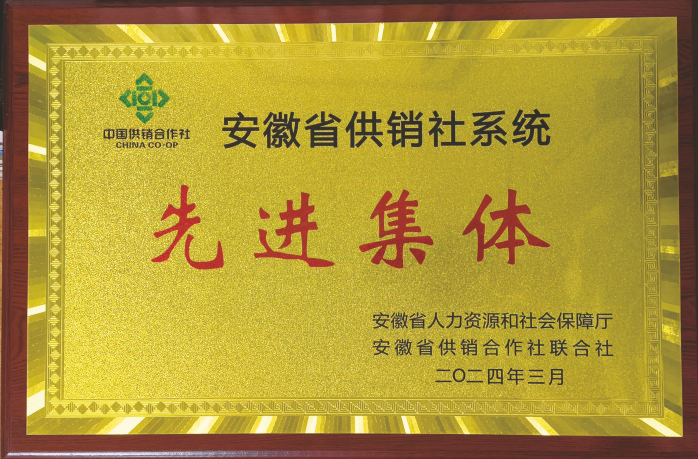 中国供销合作社
CHINA CO-OP
安徽省供销社系统
先进集体
安徽省人力资源和社会保障厅
安徽省供销合作社联合社
二〇二四年三月